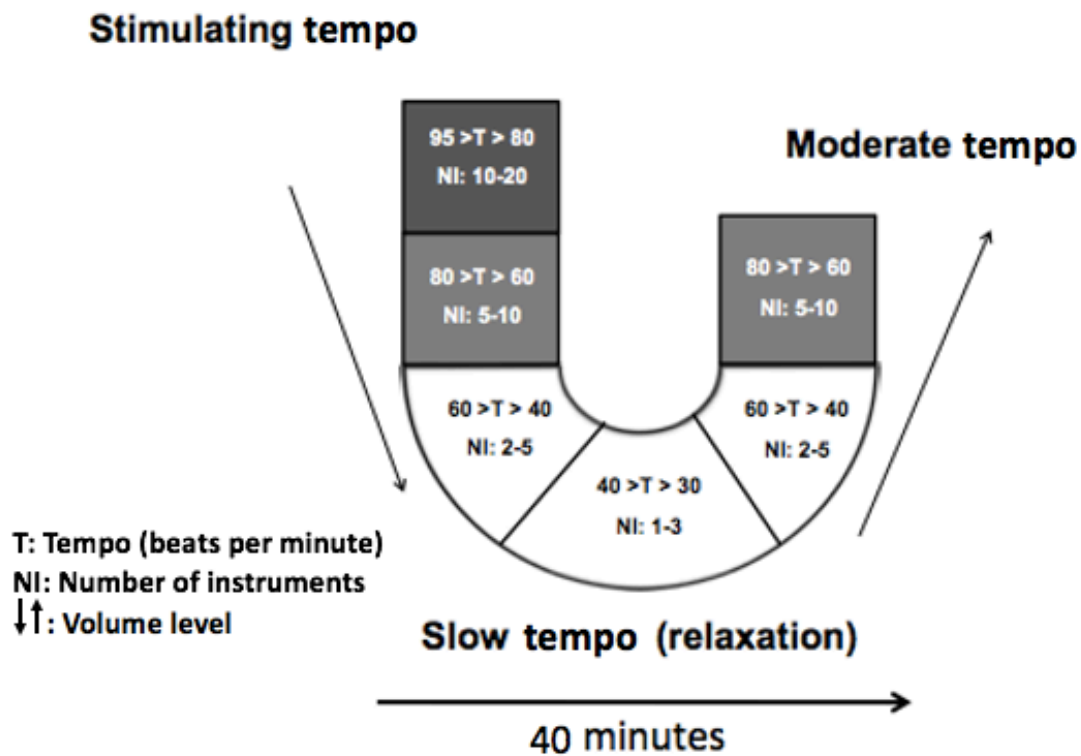 Stimulating tempo
95 >T > 80
NI: 10-20
Moderate tempo
80 >T > 60
NI: 5-10
80 >T > 60
NI: 5-10
60 >T > 40
NI: 2-5
60 >T > 40
NI: 2-5
40 >T > 30
NI: 1-3
T: Tempo (beats per minute)
NI: Number of instruments
↓↑: Volume level
Slow tempo (relaxation)
40 minutes